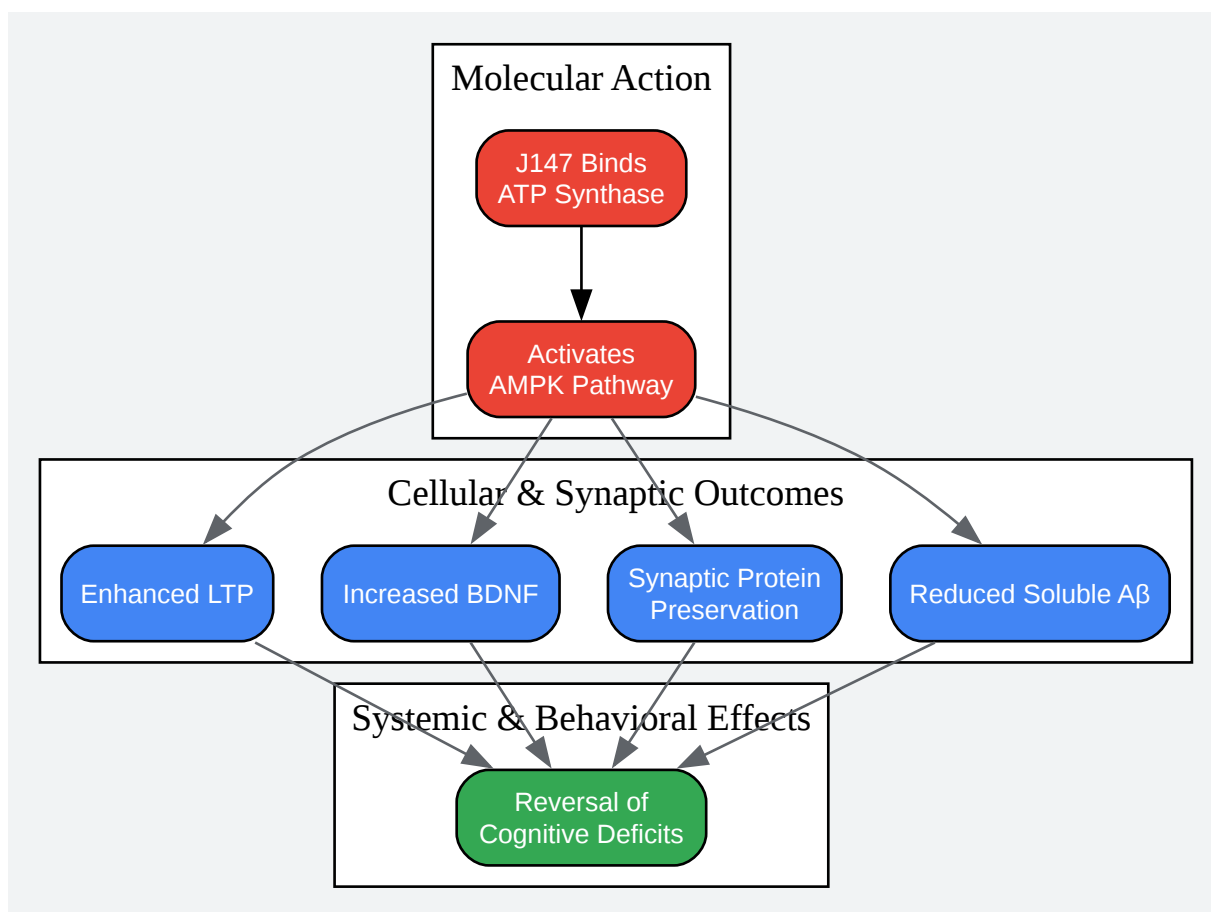 Molecular Action
J147 Binds
ATP Synthase
Activates
AMPK Pathway
Cellular & Synaptic Outcomes
Enhanced LTP
Increased BDNF
Synaptic Protein
Preservation
Reduced Soluble Aβ
Systemic & Behavioral Effects
Reversal of
Cognitive Deficits